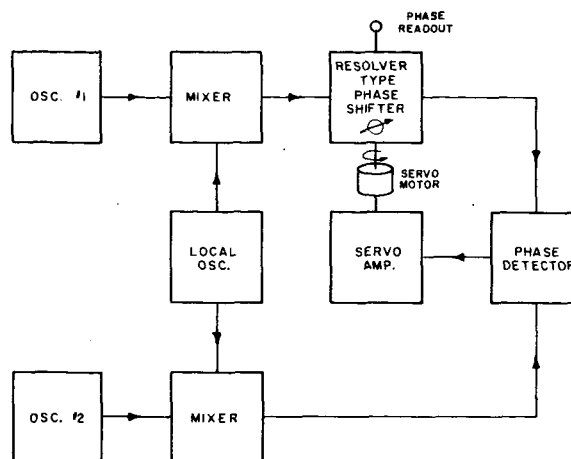 PHASE
READOUT
OSC. #1
MIXER
RESOLVER
TYPE
PHASE
SHIFTER
SERVO
MOTOR
LOCAL
OSC.
SERVO
AMP.
PHASE
DETECTOR
OSC. #2
MIXER